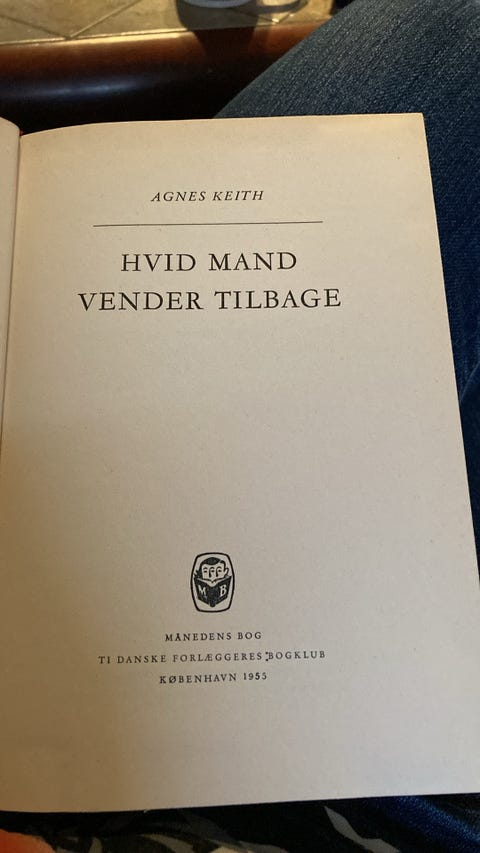 AGNES KEITH
HVID MAND
VENDER TILBAGE
M B
MÅNEDENS BOG
TI DANSKE FORLÆGGERES BOGKLUB
KØBENHAVN 1955